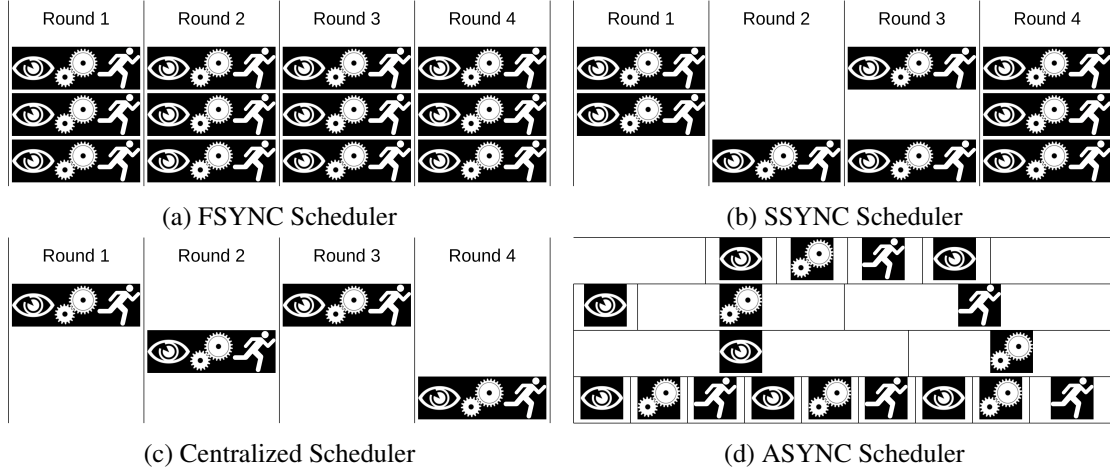 Round 1 Round 2 Round 3 Round 4
Round 1 Round 2 Round 3 Round 4
(a) FSYNC Scheduler
(b) SSYNC Scheduler
Round 1 Round 2 Round 3 Round 4
(c) Centralized Scheduler
(d) ASYNC Scheduler